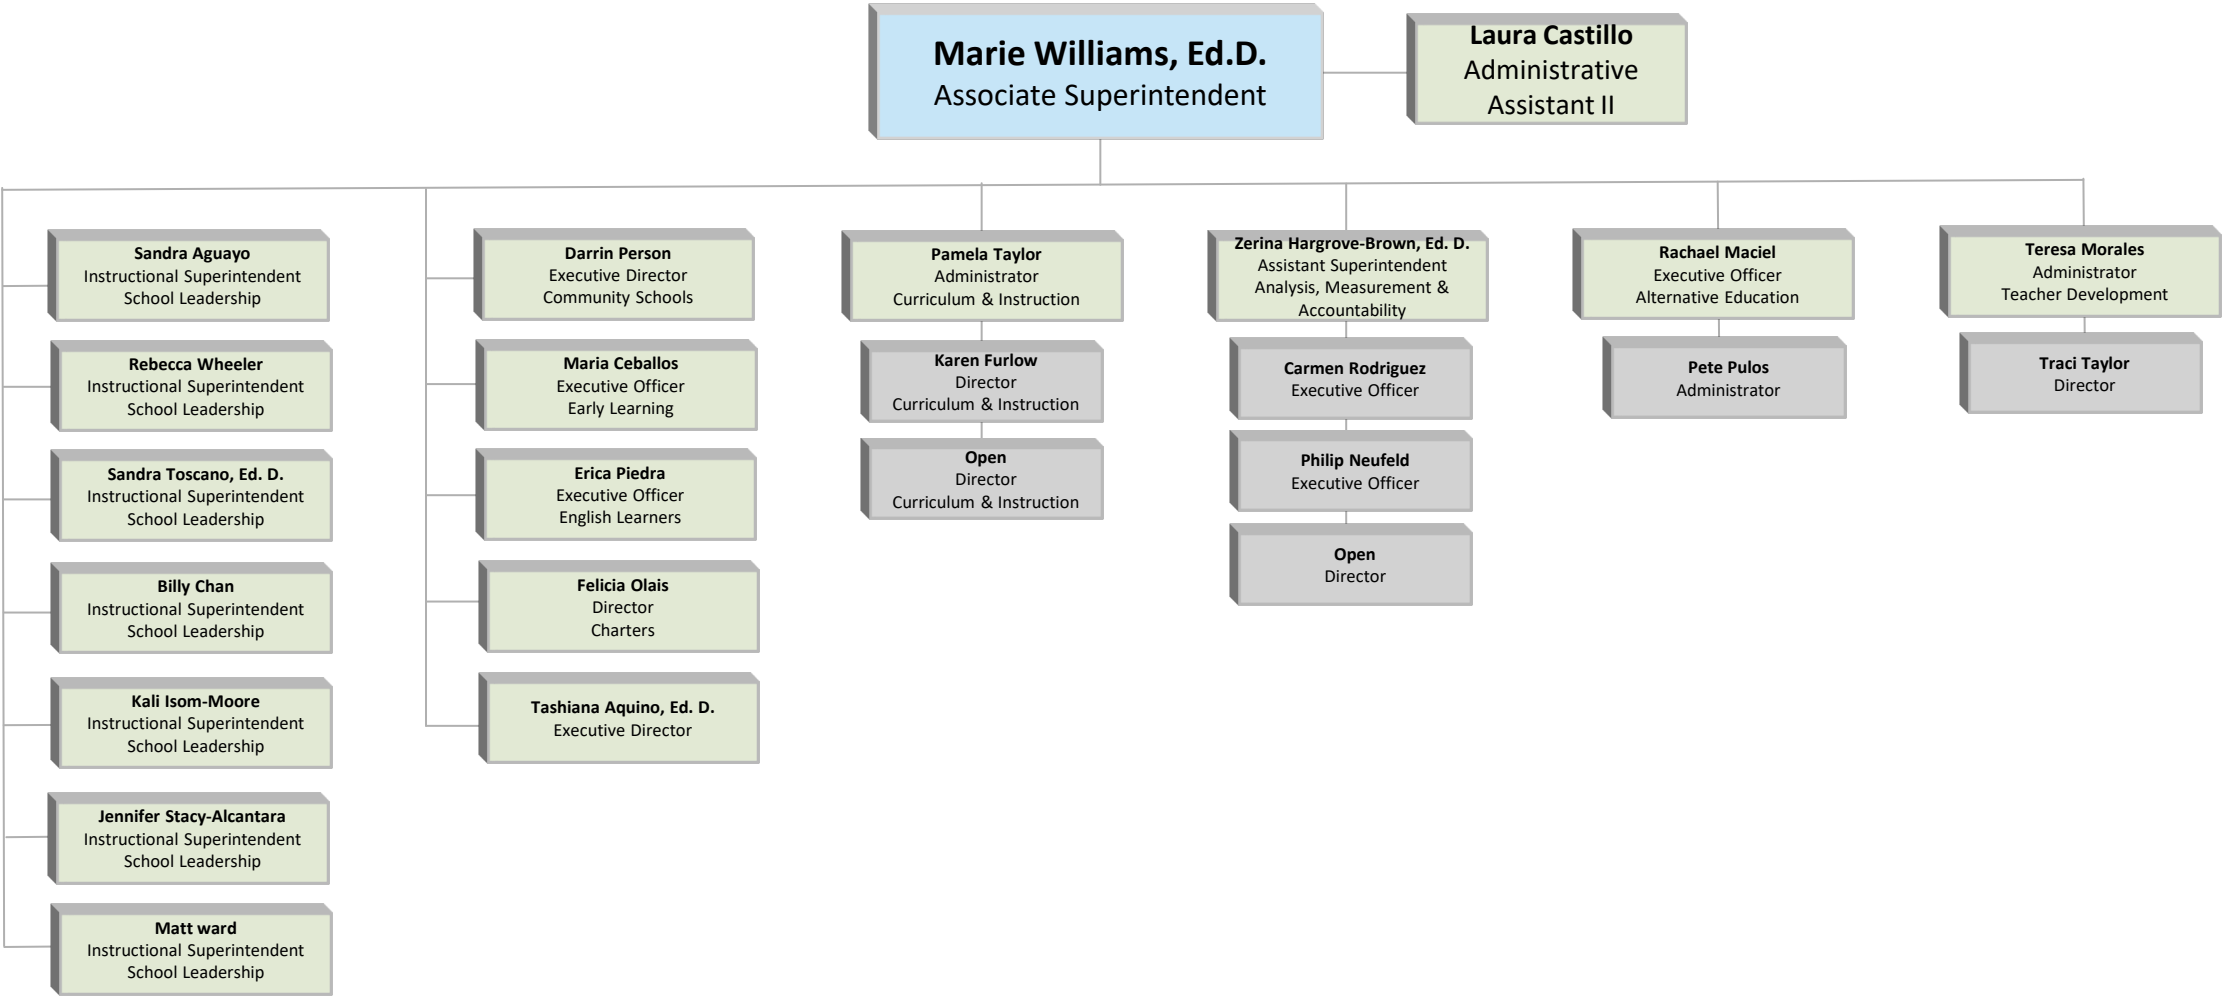 Marie Williams, Ed.D.
Associate Superintendent
Laura Castillo
Administrative
Assistant II
Sandra Aguayo
Instructional Superintendent
School Leadership
Rebecca Wheeler
Instructional Superintendent
School Leadership
Sandra Toscano, Ed. D.
Instructional Superintendent
School Leadership
Billy Chan
Instructional Superintendent
School Leadership
Kali Isom-Moore
Instructional Superintendent
School Leadership
Jennifer Stacy-Alcantara
Instructional Superintendent
School Leadership
Matt ward
Instructional Superintendent
School Leadership
Darrin Person
Executive Director
Community Schools
Maria Ceballos
Executive Officer
Early Learning
Erica Piedra
Executive Officer
English Learners
Felicia Olais
Director
Charters
Tashiana Aquino, Ed. D.
Executive Director
Pamela Taylor
Administrator
Curriculum & Instruction
Karen Furlow
Director
Curriculum & Instruction
Open
Director
Curriculum & Instruction
Zerina Hargrove-Brown, Ed. D.
Assistant Superintendent
Analysis, Measurement &
Accountability
Carmen Rodriguez
Executive Officer
Philip Neufeld
Executive Officer
Open
Director
Rachael Maciel
Executive Officer
Alternative Education
Pete Pulos
Administrator
Teresa Morales
Administrator
Teacher Development
Traci Taylor
Director